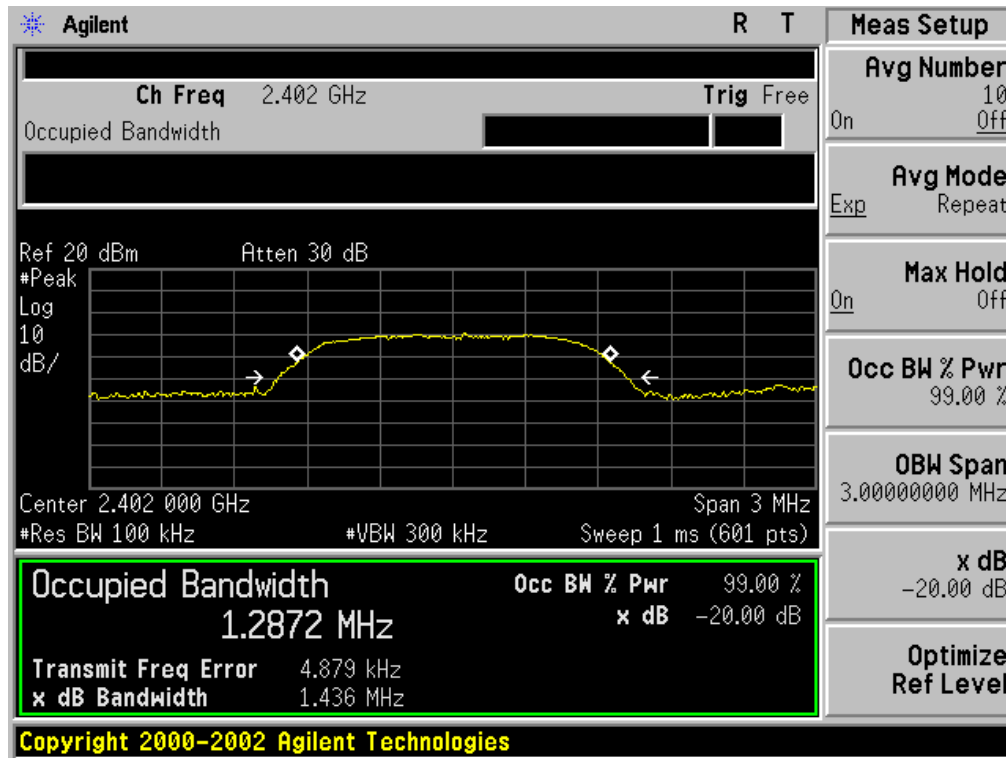 Agilent R T
Ch Freq 2.402 GHz Trig Free
Occupied Bandwidth
Ref 20 dBm Atten 30 dB
#Peak
Log
10
dB/
Center 2.402 000 GHz Span 3 MHz
#Res BW 100 kHz #VBW 300 kHz Sweep 1 ms (601 pts)
Occupied Bandwidth Occ BW % Pwr 99.00 %
1.2872 MHz x dB -20.00 dB
Transmit Freq Error 4.879 kHz
x dB Bandwidth 1.436 MHz
Copyright 2000-2002 Agilent Technologies
Meas Setup
Avg Number
10
On Off
Avg Mode
Exp Repeat
Max Hold
On Off
Occ BW % Pwr
99.00 %
OBW Span
3.00000000 MHz
x dB
-20.00 dB
Optimize
Ref Level